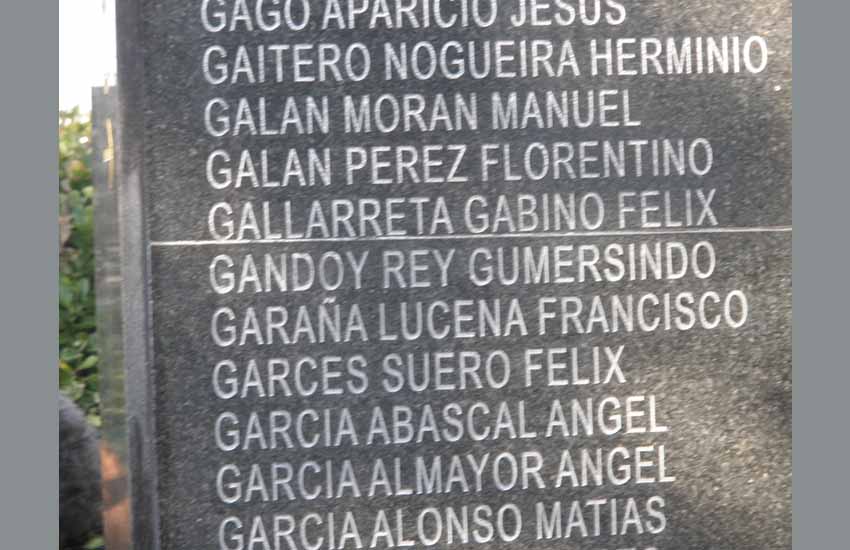 GAGO APARICIO JESUS
GAITERO NOGUEIRA HERMINIO
GALAN MORAN MANUEL
GALAN PEREZ FLORENTINO
GALLARRETA GABINO FELIX
GANDOY REY GUMERSINDO
GARAÑA LUCENA FRANCISCO
GARCES SUERO FELIX
GARCIA ABASCAL ANGEL
GARCIA ALMAYOR ANGEL
GARCIA ALONSO MATIAS